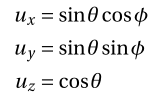 u_x = sin θ cos ϕ
u_y = sin θ sin ϕ
u_z = cos θ